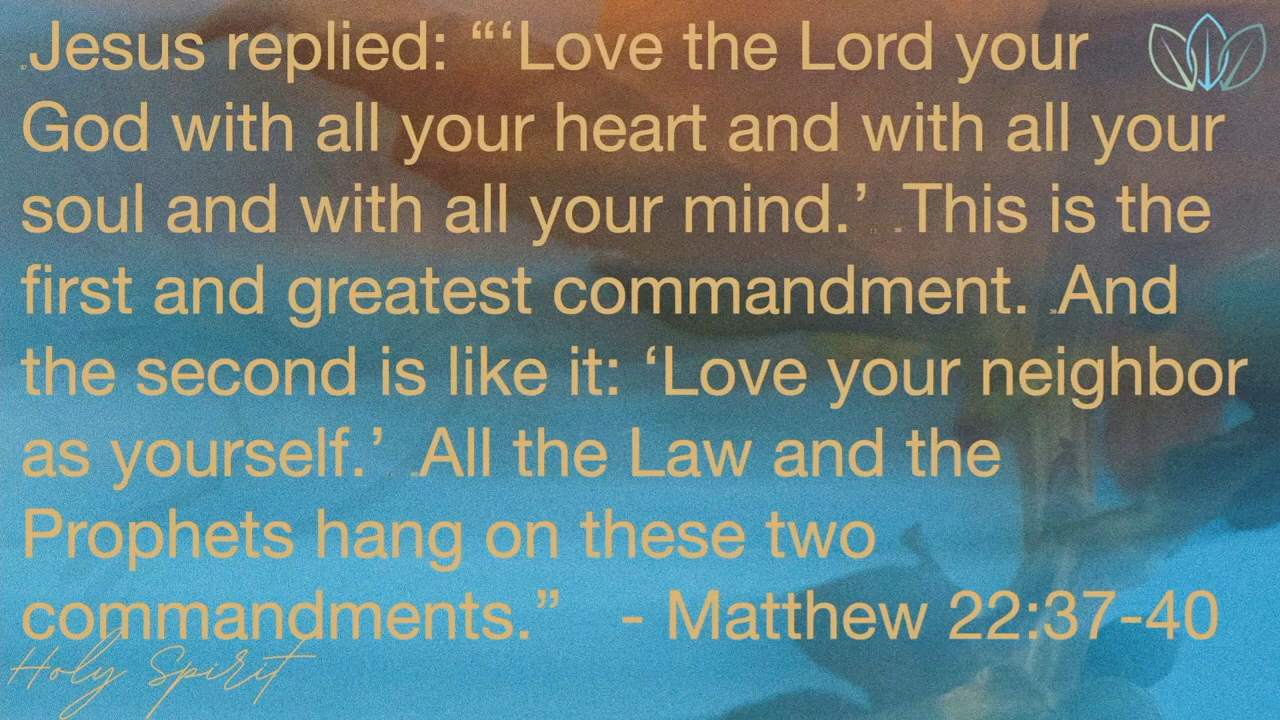 Jesus replied: “‘Love the Lord your
God with all your heart and with all your
soul and with all your mind.’ This is the
first and greatest commandment. And
the second is like it: ‘Love your neighbor
as yourself.’ All the Law and the
Prophets hang on these two
commandments.” - Matthew 22:37-40
Holy Spirit